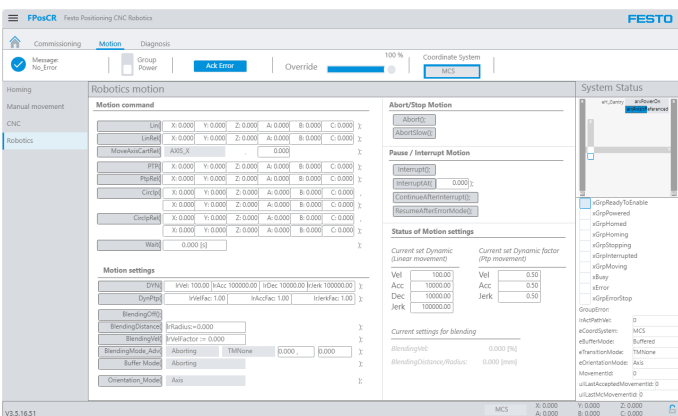 FPosCR Festo Positioning CNC Robotics
FESTO
Commissioning Motion Diagnosis
Message:
No_Error
Group
Power
Ack Error
Override
100 %
Coordinate System
MCS
Homing
Manual movement
CNC
Robotics
Robotics motion
Motion command
Lin( X: 0.000 Y: 0.000 Z: 0.000 A: 0.000 B: 0.000 C: 0.000 );
LinRel( X: 0.000 Y: 0.000 Z: 0.000 A: 0.000 B: 0.000 C: 0.000 );
MoveAxisCartRel( AXIS_X , 0.000 );
PTP( X: 0.000 Y: 0.000 Z: 0.000 A: 0.000 B: 0.000 C: 0.000 );
PtpRel( X: 0.000 Y: 0.000 Z: 0.000 A: 0.000 B: 0.000 C: 0.000 );
CircIp( X: 0.000 Y: 0.000 Z: 0.000 A: 0.000 B: 0.000 C: 0.000 ,
X: 0.000 Y: 0.000 Z: 0.000 A: 0.000 B: 0.000 C: 0.000 );
CircIpRel( X: 0.000 Y: 0.000 Z: 0.000 A: 0.000 B: 0.000 C: 0.000 ,
X: 0.000 Y: 0.000 Z: 0.000 A: 0.000 B: 0.000 C: 0.000 );
Wait( 0.000 [s] );
Motion settings
DYN( lrVel: 100.00 lrAcc 100000.00 lrDec 10000.00 lrJerk 100000.00 );
DynPtp( lrVelFac: 1.00 lrAccFac: 1.00 lrJerkFac: 1.00 );
BlendingOff();
BlendingDistance( lrRadius:=0.000 );
BlendingVel( lrVelFactor := 0.000 );
BlendingMode_Adv( Aborting TMNone 0.000 , 0.000 );
Buffer Mode( Aborting );
Orientation_Mode( Axis );
Abort/Stop Motion
Abort();
AbortSlow();
Pause / Interrupt Motion
Interrupt();
InterruptAt( 0.000 );
ContinueAfterInterrupt();
ResumeAfterErrorMode();
Status of Motion settings
Current set Dynamic
(Linear movement)
Vel 100.00
Acc 10000.00
Dec 10000.00
Jerk 100000.00
Current set Dynamic factor
(Ptp movement)
Vel 0.50
Acc 0.50
Jerk 0.50
Current settings for blending
BlendingVel: 0.000 [%]
BlendingDistance/Radius: 0.000 [mm]
System Status
xPowerOn
xGrpReadyToEnable
xGrpPowered
xGrpHomed
xGrpHoming
xGrpStopping
xGrpInterrupted
xGrpMoving
xBusy
xError
xGrpErrorStop
GroupError:
lrActPathVel: 0
eCoordSystem: MCS
eBufferMode: Buffered
eTransitionMode: TMNone
eOrientationMode: Axis
MovementId: 0
uiLastAcceptedMovementId: 0
uiLastMcMovementId: 0
V3.5.16.51
MCS
X: 0.000 Y: 0.000 Z: 0.000
A: 0.000 B: 0.000 C: 0.000